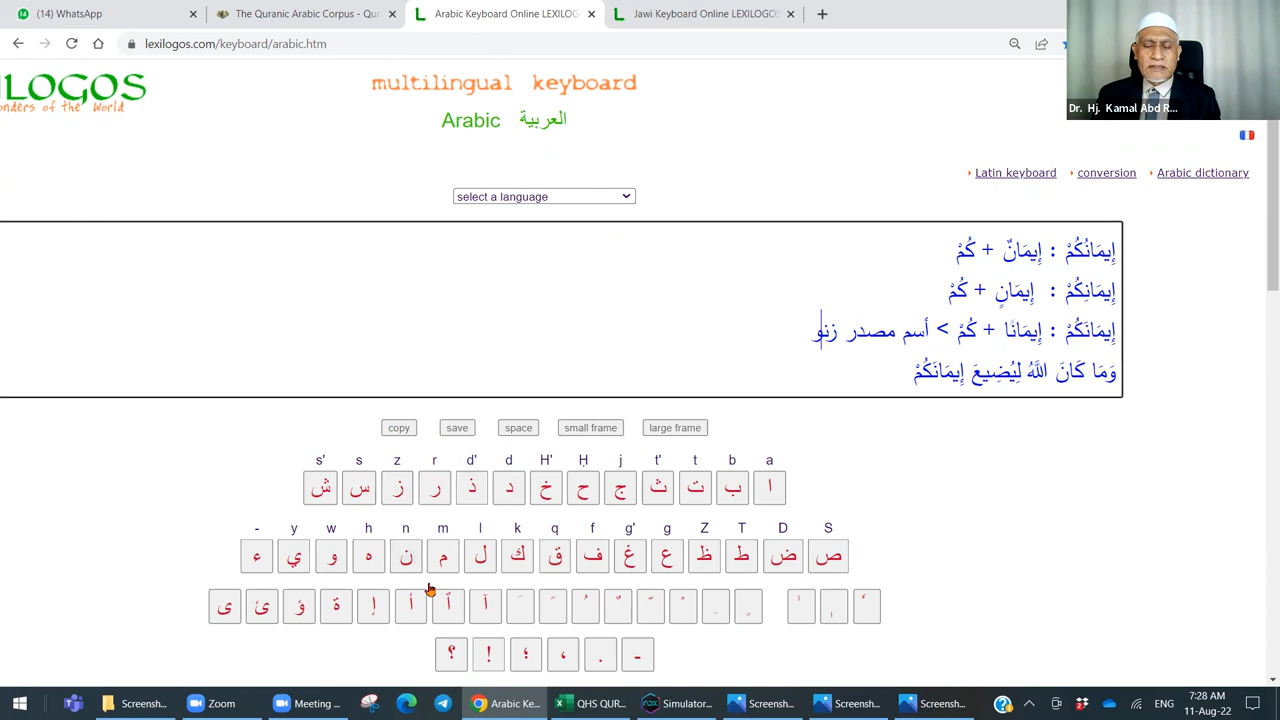 (14) WhatsApp
The Quranic Arabic Corpus - Qur
Arabic Keyboard Online LEXILOGO
Jawi Keyboard Online LEXILOGOS
lexilogos.com/keyboard/arabic.htm
Dr. Hj. Kamal Abd R...
ILOGOS
onders of the World
multilingual keyboard
Arabic العربية
Latin keyboard conversion Arabic dictionary
select a language
إِيمَانُكُمْ : إِيمَانٌ + كُمْ
إِيمَانِكُمْ : إِيمَانٍ + كُمْ
إِيمَانَكُمْ : إِيمَانًا + كُمْ > أسم مصدر زنو
وَمَا كَانَ اللَّهُ لِيُضِيعَ إِيمَانَكُمْ
copy save space small frame large frame
s' s z r d' d H' Ḥ j t' t b a
ش س ز ر ذ د خ ح ج ث ت ب ا
- y w h n m l k q f g' g Z T D S
ء ي و ه ن م ل ك ق ف غ ع ظ ط ض ص
ى ئ ؤ ة إ أ ٱ آ
؟ ! ؛ ، . -
Screensh... Zoom Meeting ... Arabic Ke... QHS QUR... Simulator... Screensh... Screensh... Screensh... ENG
7:28 AM
11-Aug-22